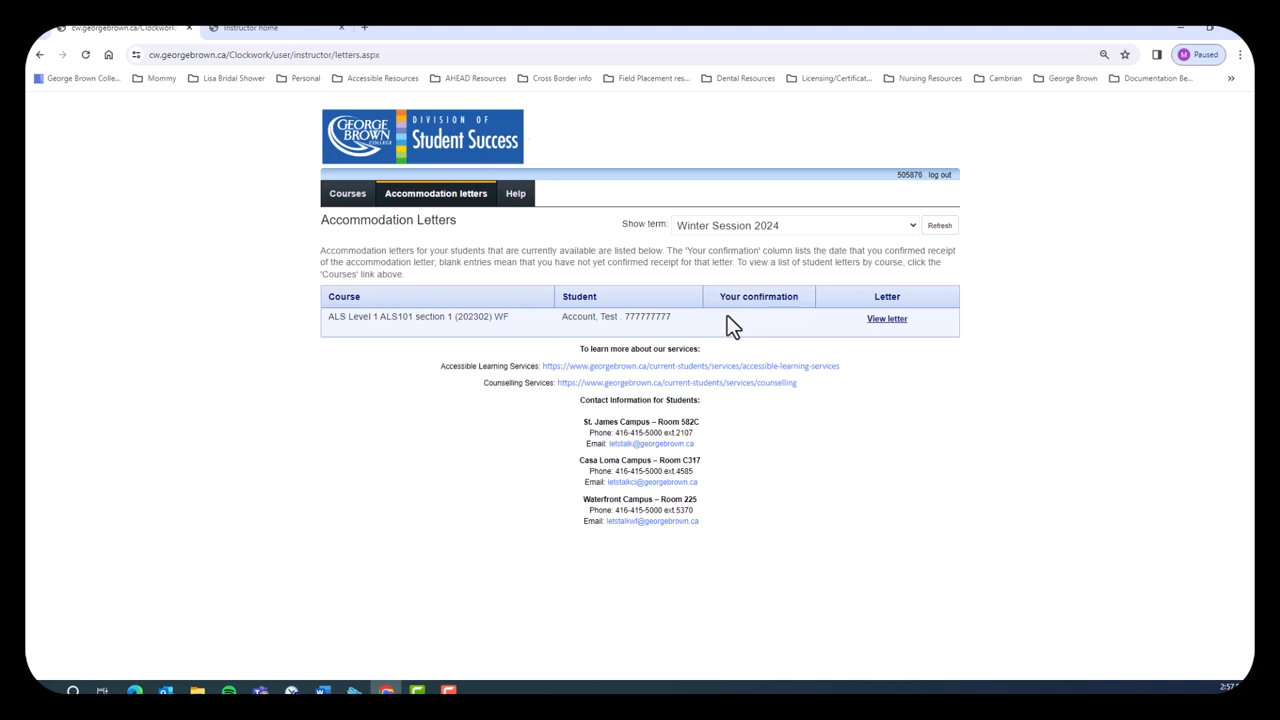 cw.georgebrown.ca/Clockwork/
Instructor home
cw.georgebrown.ca/Clockwork/user/instructor/letters.aspx
M Paused
George Brown Colle...
Mommy
Lisa Bridal Shower
Personal
Accessible Resources
AHEAD Resources
Cross Border info
Field Placement res...
Dental Resources
Licensing/Certificat...
Nursing Resources
Cambrian
George Brown
Documentation Be...
GEORGE BROWN COLLEGE
DIVISION OF
Student Success
505876 . log out
Courses
Accommodation letters
Help
Accommodation Letters
Show term:
Winter Session 2024
Refresh
Accommodation letters for your students that are currently available are listed below. The 'Your confirmation' column lists the date that you confirmed receipt
of the accommodation letter; blank entries mean that you have not yet confirmed receipt for that letter. To view a list of student letters by course, click the
'Courses' link above.
Course Student Your confirmation Letter
ALS Level 1 ALS101 section 1 (202302) WF Account, Test . 777777777 View letter
To learn more about our services:
Accessible Learning Services: https://www.georgebrown.ca/current-students/services/accessible-learning-services
Counselling Services: https://www.georgebrown.ca/current-students/services/counselling
Contact Information for Students:
St. James Campus – Room 582C
Phone: 416-415-5000 ext.2107
Email: letstalk@georgebrown.ca
Casa Loma Campus – Room C317
Phone: 416-415-5000 ext.4585
Email: letstalkcl@georgebrown.ca
Waterfront Campus – Room 225
Phone: 416-415-5000 ext.5370
Email: letstalkwf@georgebrown.ca
2:57